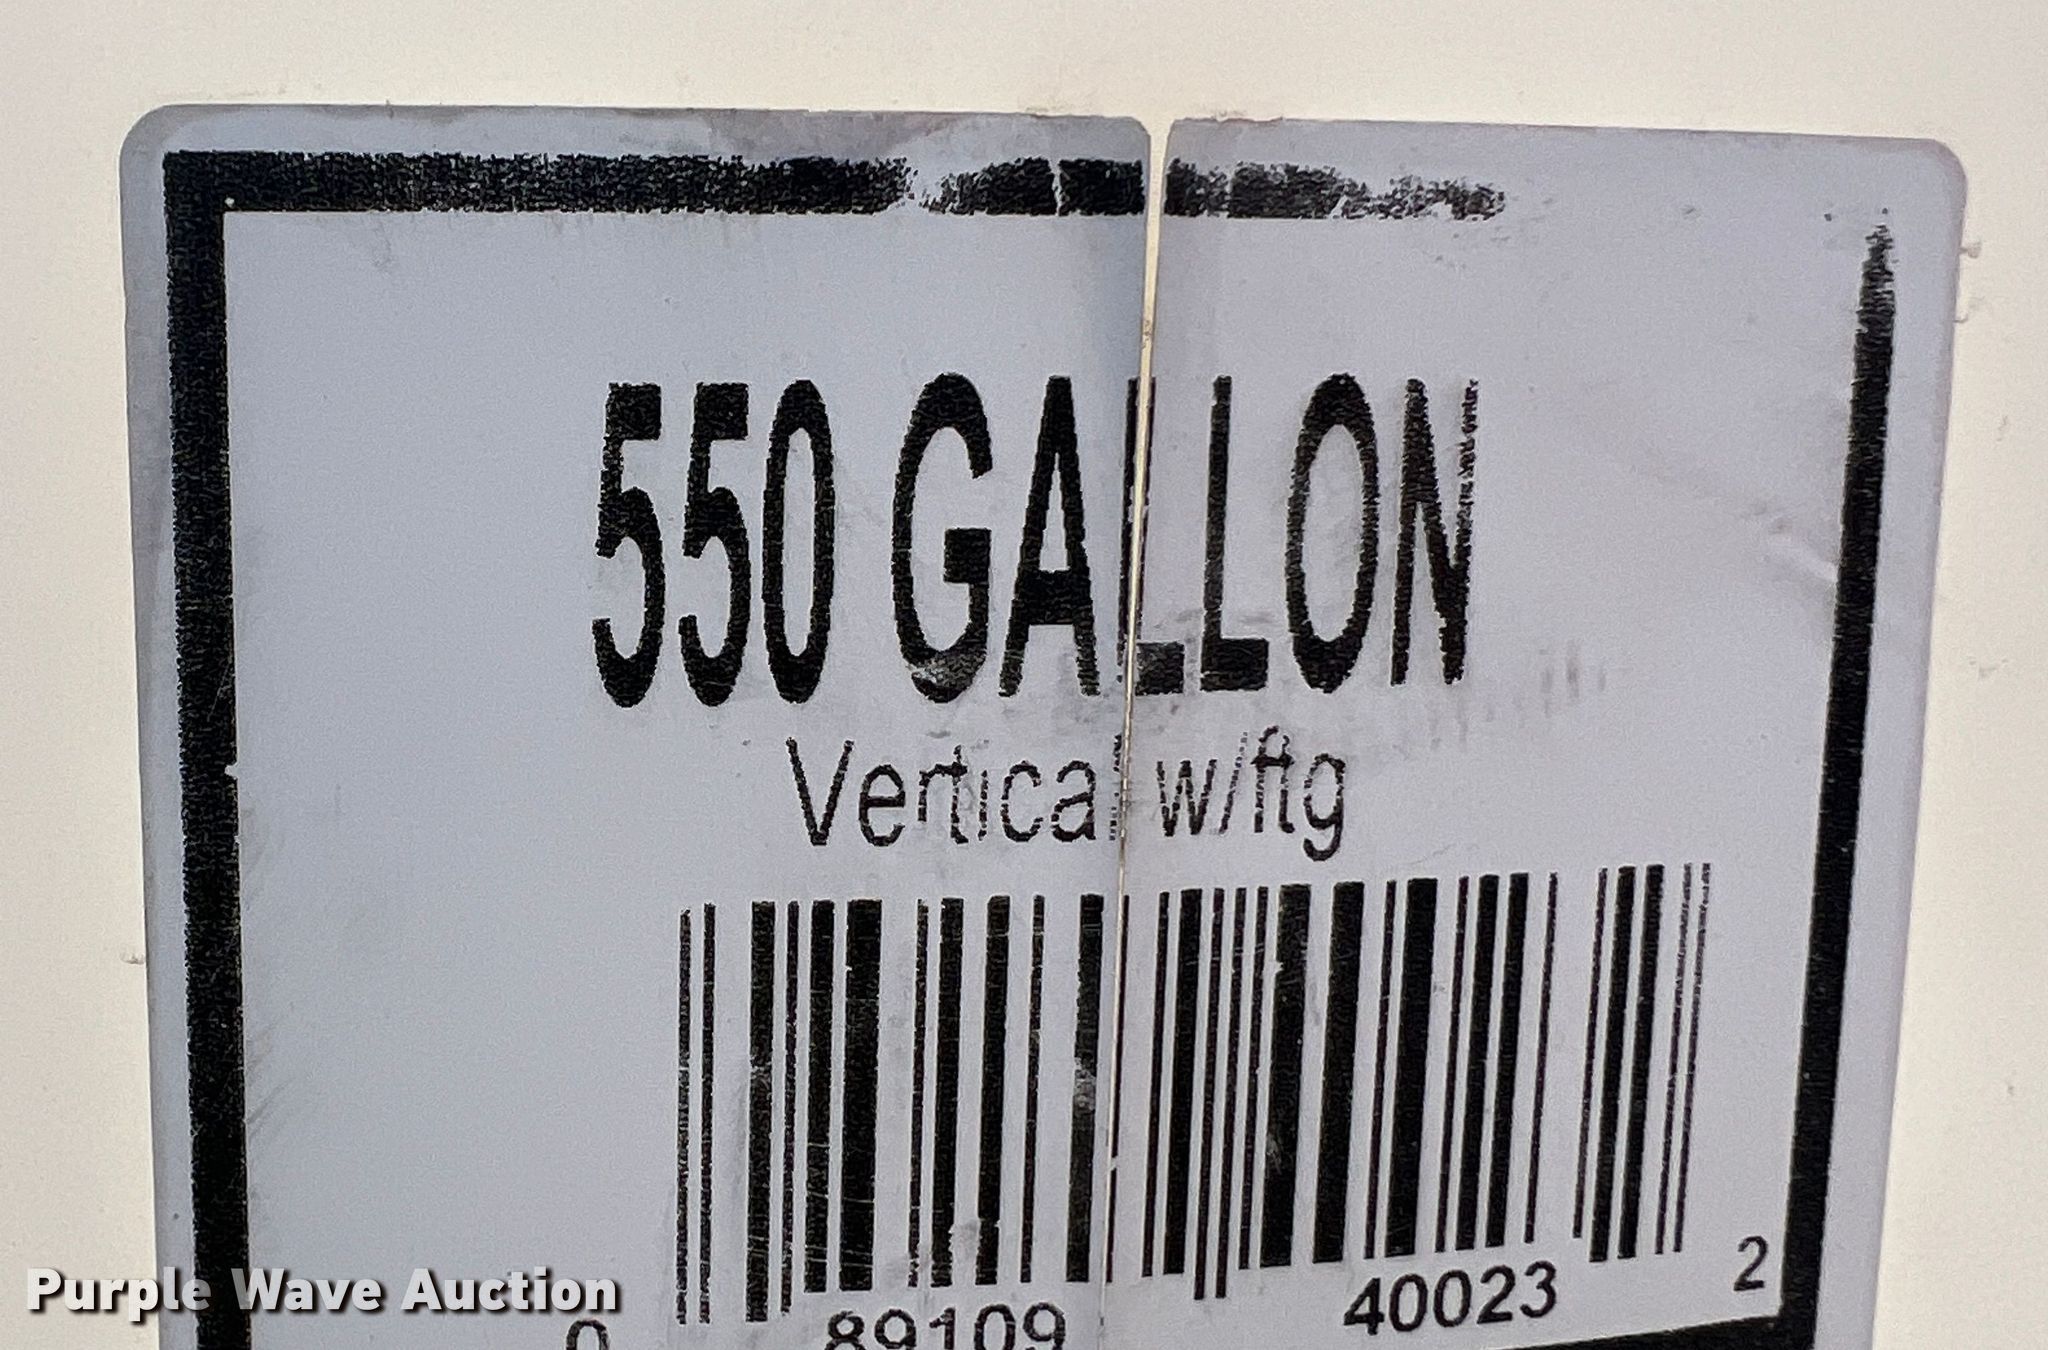 550 GALLON
Vertical w/ftg
0 89109 40023 2
Purple Wave Auction